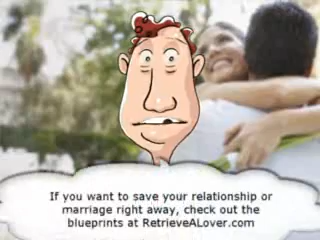 If you want to save your relationship or
marriage right away, check out the
blueprints at RetrieveALover.com